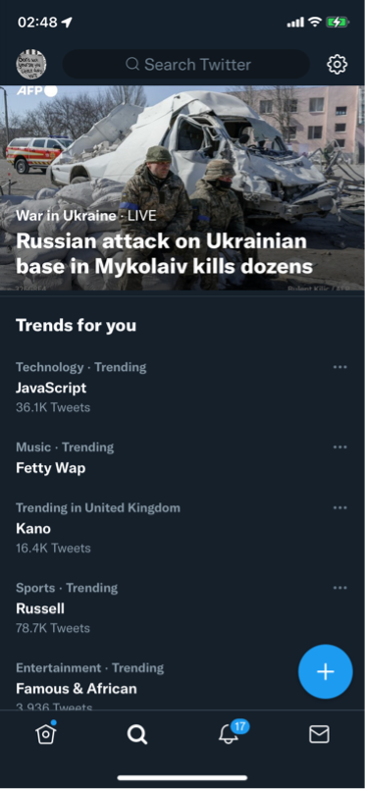 02:48
Search Twitter
AFP
War in Ukraine · LIVE
Russian attack on Ukrainian
base in Mykolaiv kills dozens
Trends for you
Technology · Trending
JavaScript
36.1K Tweets
Music · Trending
Fetty Wap
Trending in United Kingdom
Kano
16.4K Tweets
Sports · Trending
Russell
78.7K Tweets
Entertainment · Trending
Famous & African
3,936 Tweets
17